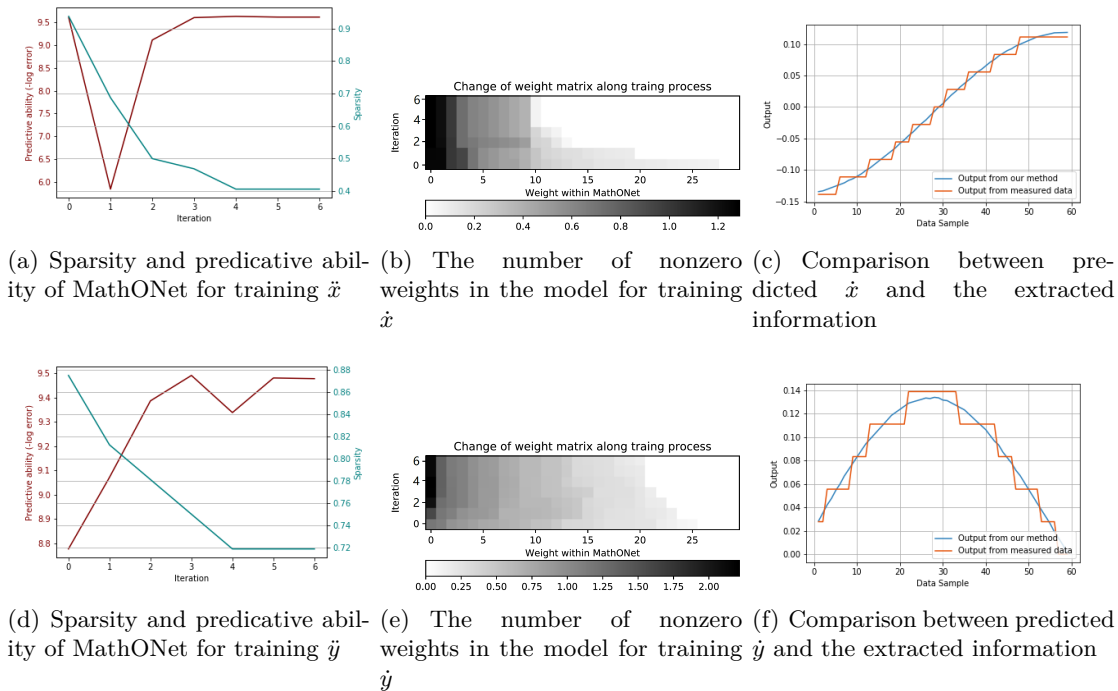 9.5
9.0
8.5
8.0
7.5
7.0
6.5
6.0
Predictive ability (-log error)
0.9
0.8
0.7
0.6
0.5
0.4
Sparsity
0 1 2 3 4 5 6
Iteration
Change of weight matrix along traing process
6
4
2
0
Iteration
0 5 10 15 20 25
Weight within MathONet
0.0 0.2 0.4 0.6 0.8 1.0 1.2
0.10
0.05
0.00
−0.05
−0.10
−0.15
Output
Output from our method
Output from measured data
0 10 20 30 40 50 60
Data Sample
(a) Sparsity and predicative abil-
ity of MathONet for training ẍ
(b) The number of nonzero
weights in the model for training
ẋ
(c) Comparison between pre-
dicted ẋ and the extracted
information
9.5
9.4
9.3
9.2
9.1
9.0
8.9
8.8
Predictive ability (-log error)
0.88
0.86
0.84
0.82
0.80
0.78
0.76
0.74
0.72
Sparsity
0 1 2 3 4 5 6
Iteration
Change of weight matrix along traing process
6
4
2
0
Iteration
0 5 10 15 20 25
Weight within MathONet
0.00 0.25 0.50 0.75 1.00 1.25 1.50 1.75 2.00
0.14
0.12
0.10
0.08
0.06
0.04
0.02
0.00
Output
Output from our method
Output from measured data
0 10 20 30 40 50 60
Data Sample
(d) Sparsity and predicative abil-
ity of MathONet for training ÿ
(e) The number of nonzero
weights in the model for training
ẏ
(f) Comparison between predicted
ẏ and the extracted information